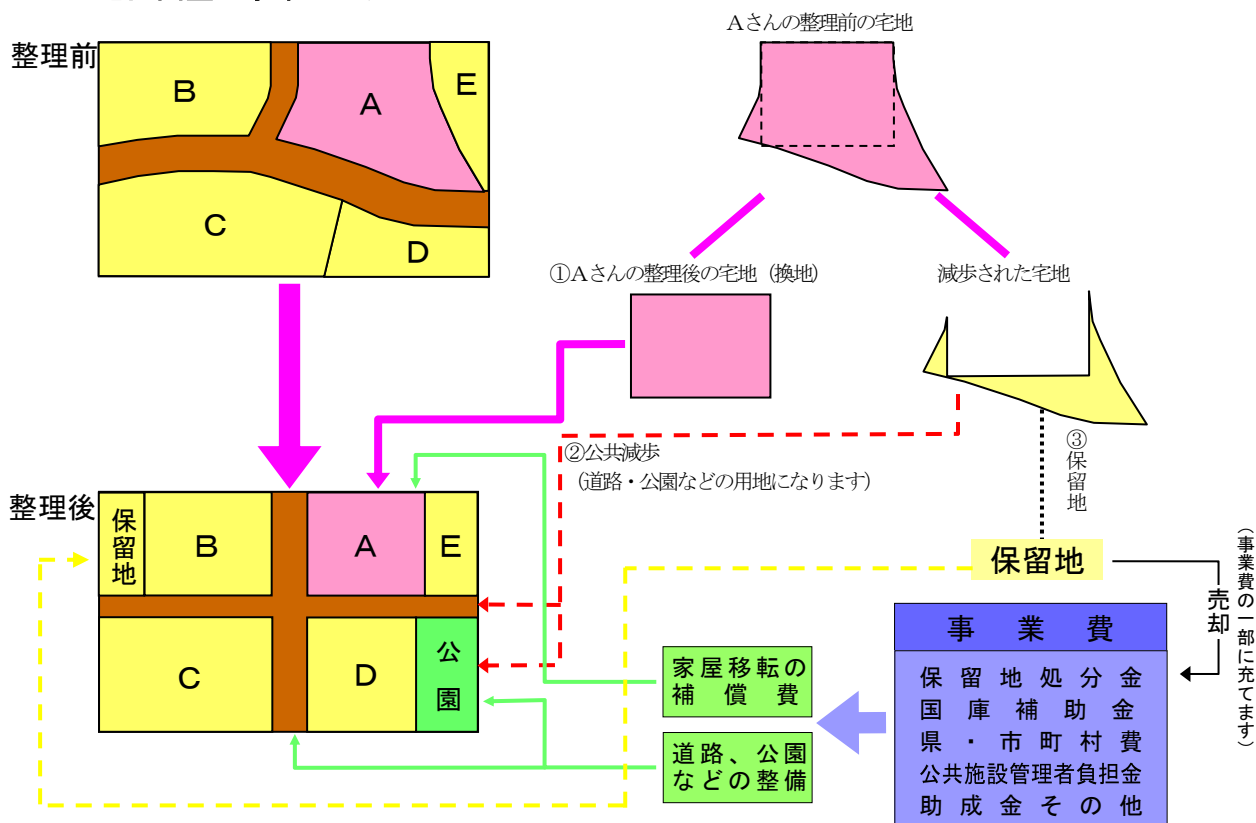 Aさんの整理前の宅地
整理前
B
A
E
C
D
①Aさんの整理後の宅地（換地）
減歩された宅地
②公共減歩
（道路・公園などの用地になります）
③保留地
整理後
保留地
B
A
E
C
D
公園
保留地
売却
（事業費の一部に充てます）
事業費
保留地処分金
国庫補助金
県・市町村費
公共施設管理者負担金
助成金その他
家屋移転の
補償費
道路、公園
などの整備